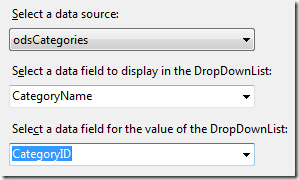 Select a data source:
odsCategories
Select a data field to display in the DropDownList:
CategoryName
Select a data field for the value of the DropDownList:
CategoryID